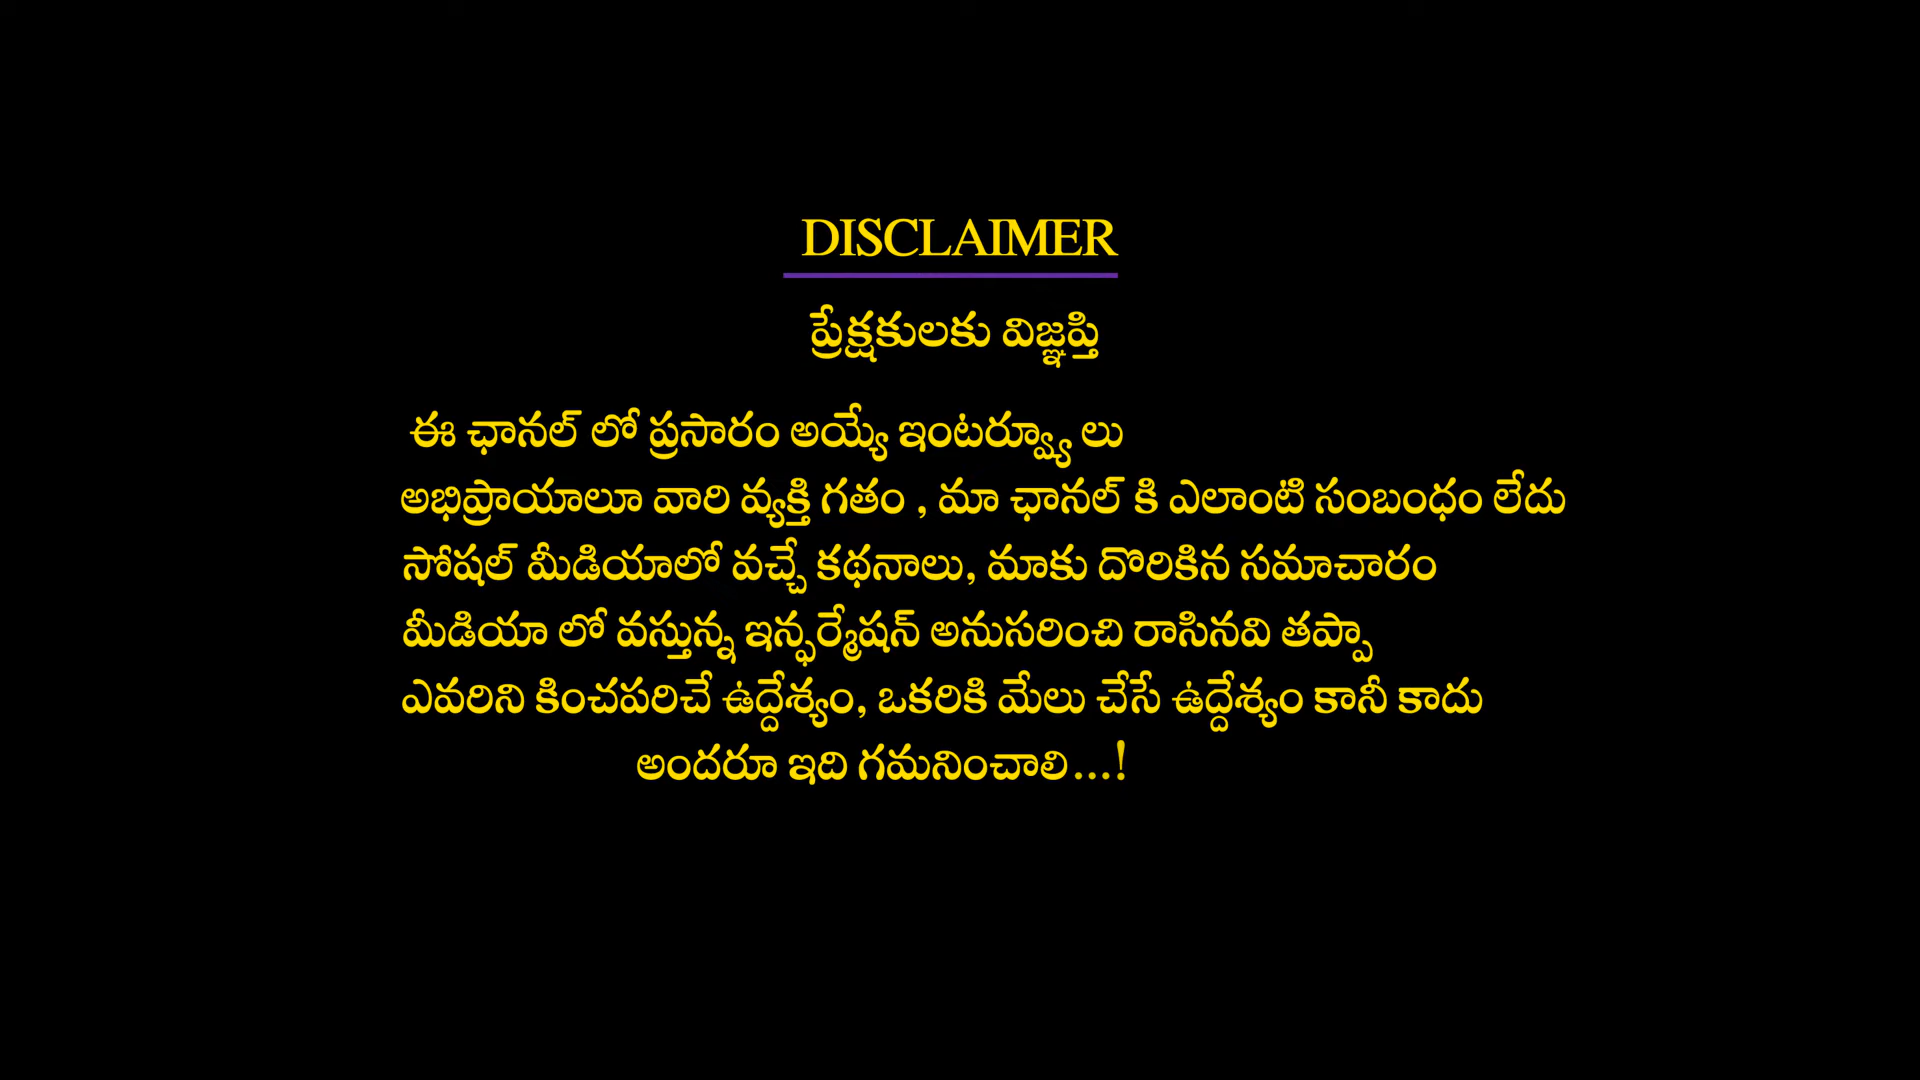 DISCLAIMER
ప్రేక్షకులకు విజ్ఞప్తి
ఈ ఛానల్ లో ప్రసారం అయ్యే ఇంటర్వ్యూ లు
అభిప్రాయాలూ వారి వ్యక్తి గతం , మా ఛానల్ కి ఎలాంటి సంబంధం లేదు
సోషల్ మీడియాలో వచ్చే కథనాలు, మాకు దొరికిన సమాచారం
మీడియా లో వస్తున్న ఇన్ఫర్మేషన్ అనుసరించి రాసినవి తప్పా
ఎవరిని కించపరిచే ఉద్దేశ్యం, ఒకరికి మేలు చేసే ఉద్దేశ్యం కానీ కాదు
అందరూ ఇది గమనించాలి...!